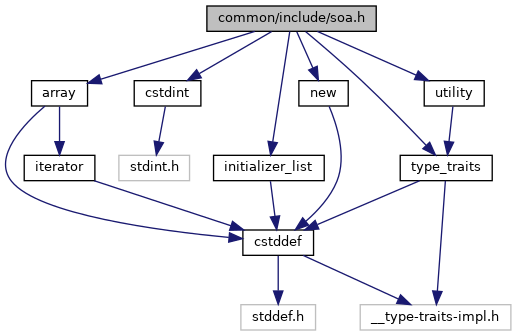 common/include/soa.h
array
cstdint
new
utility
iterator
stdint.h
initializer_list
type_traits
cstddef
stddef.h
__type-traits-impl.h